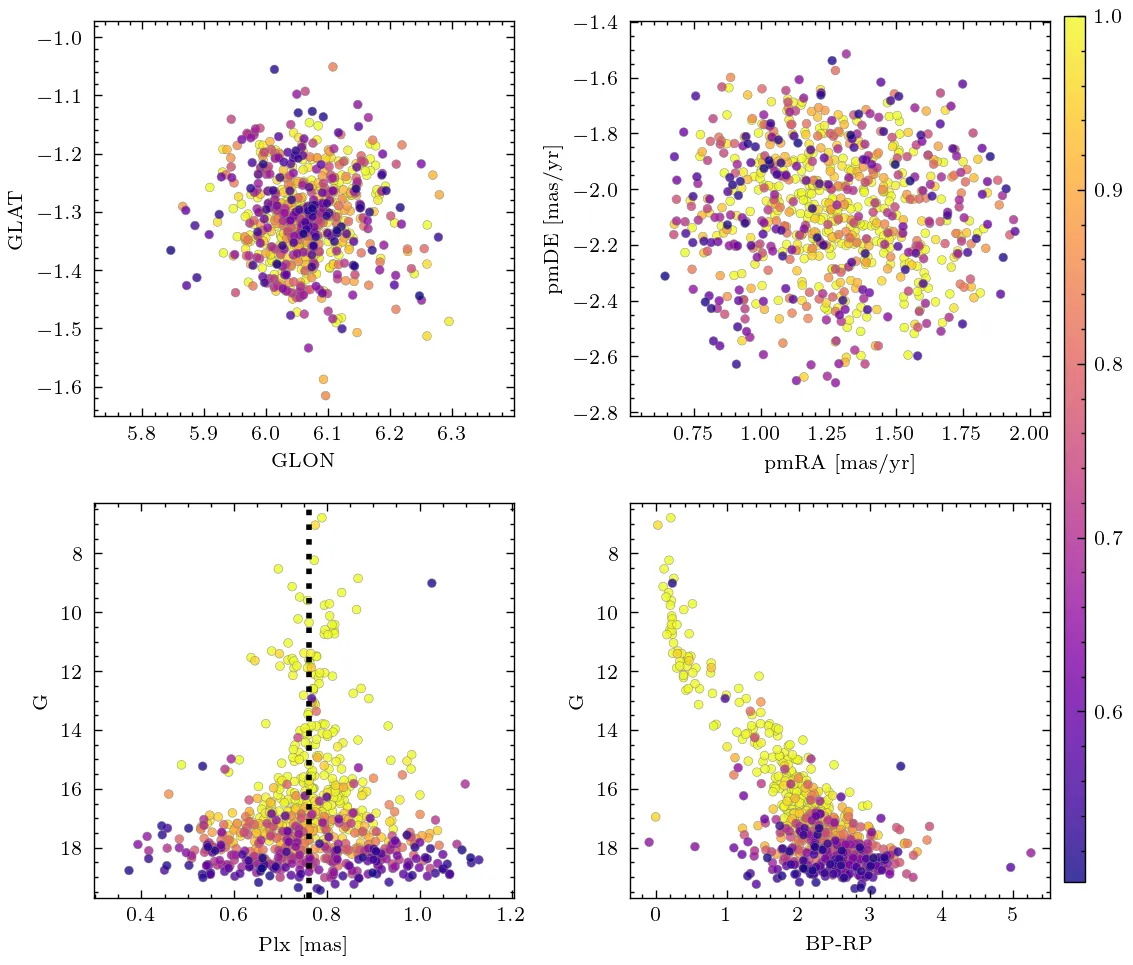 −1.0
−1.1
−1.2
−1.3
−1.4
−1.5
−1.6
GLAT
5.8 5.9 6.0 6.1 6.2 6.3
GLON
−1.4
−1.6
−1.8
−2.0
−2.2
−2.4
−2.6
−2.8
pmDE [mas/yr]
0.75 1.00 1.25 1.50 1.75 2.00
pmRA [mas/yr]
1.0
0.9
0.8
0.7
0.6
8
10
12
14
16
18
G
0.4 0.6 0.8 1.0 1.2
Plx [mas]
8
10
12
14
16
18
G
0 1 2 3 4 5
BP-RP